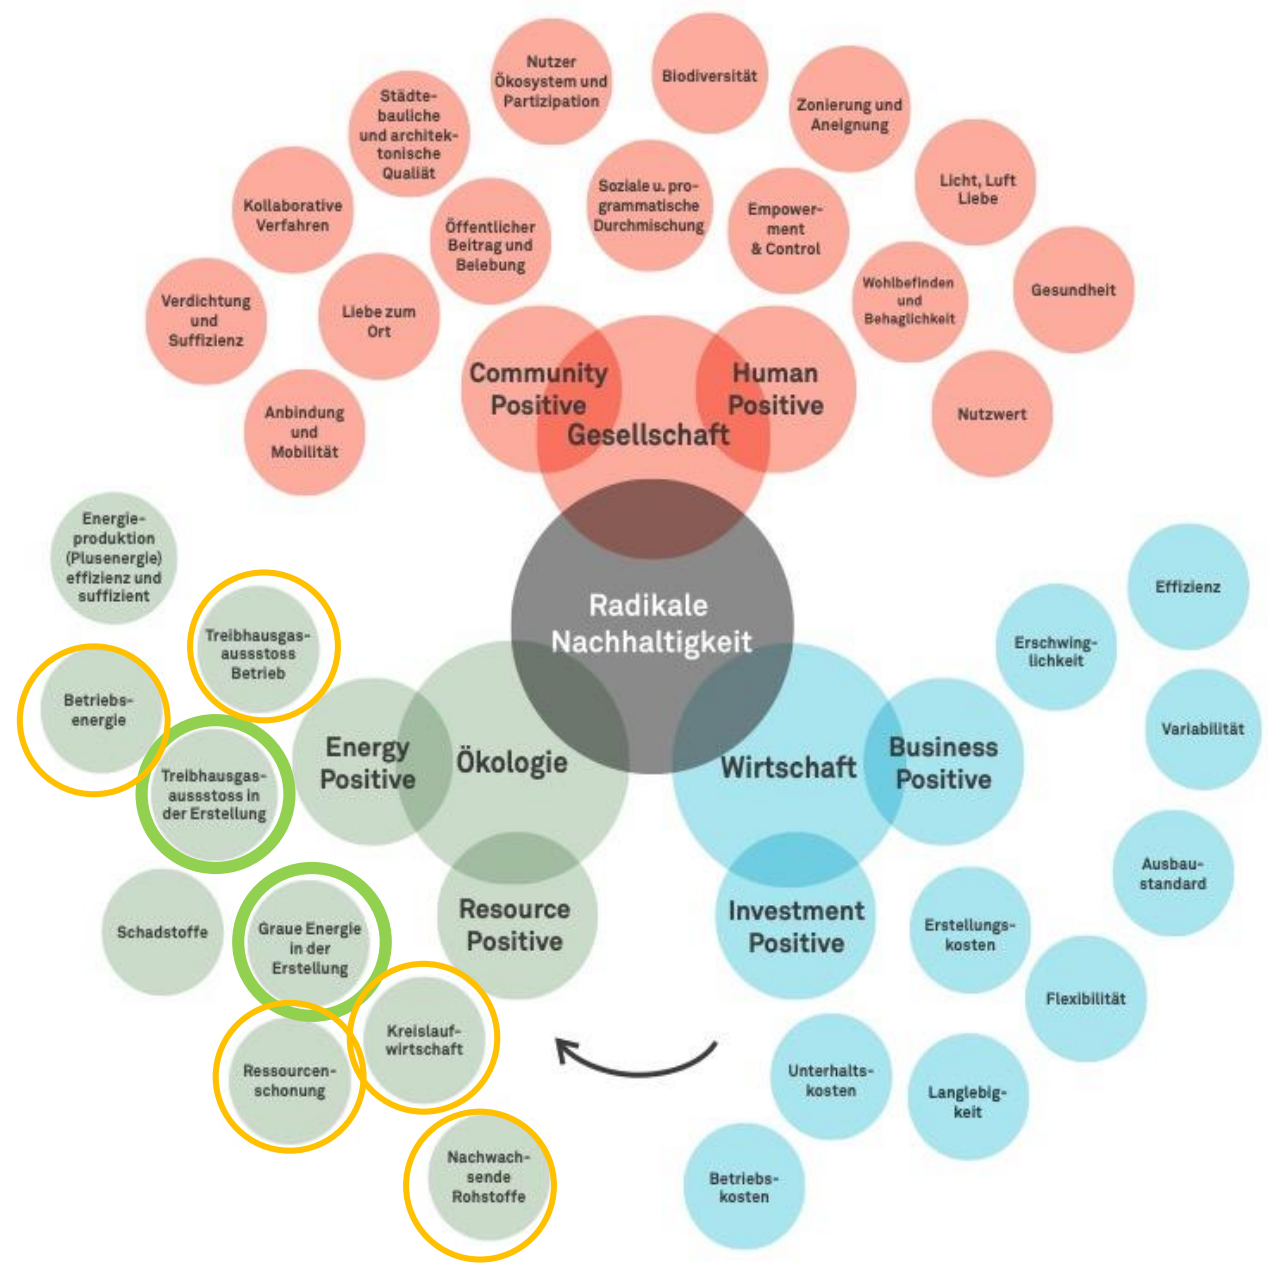 Nutzer
Ökosystem und
Partizipation
Biodiversität
Städte-
bauliche
und architek-
tonische
Qualiät
Zonierung und
Aneignung
Kollaborative
Verfahren
Öffentlicher
Beitrag und
Belebung
Soziale u. pro-
grammatische
Durchmischung
Empower-
ment
& Control
Licht, Luft
Liebe
Verdichtung
und
Suffizienz
Liebe zum
Ort
Wohlbefinden
und
Behaglichkeit
Gesundheit
Anbindung
und
Mobilität
Community
Positive
Human
Positive
Gesellschaft
Nutzwert
Radikale
Nachhaltigkeit
Energie-
produktion
(Plusenergie)
effizienz und
suffizient
Treibhausgas-
aussstoss
Betrieb
Betriebs-
energie
Treibhausgas-
aussstoss in
der Erstellung
Energy
Positive
Ökologie
Schadstoffe
Graue Energie
in der
Erstellung
Resource
Positive
Ressourcen-
schonung
Kreislauf-
wirtschaft
Nachwach-
sende
Rohstoffe
Wirtschaft
Business
Positive
Investment
Positive
Effizienz
Erschwing-
lichkeit
Variabilität
Ausbau-
standard
Erstellungs-
kosten
Flexibilität
Unterhalts-
kosten
Langlebig-
keit
Betriebs-
kosten